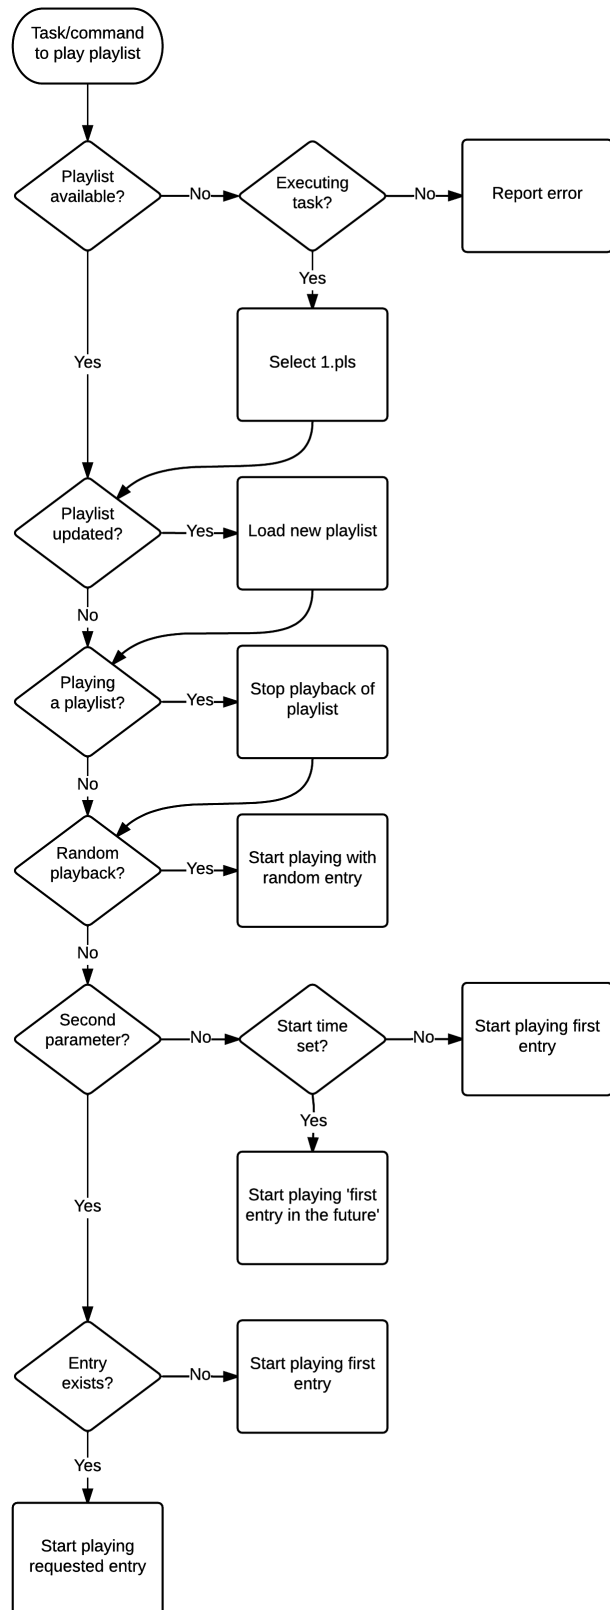 Task/command
to play playlist
Playlist
available?
No
Executing
task?
No
Report error
Yes
Select 1.pls
Yes
Playlist
updated?
Yes
Load new playlist
No
Playing
a playlist?
Yes
Stop playback of
playlist
No
Random
playback?
Yes
Start playing with
random entry
No
Second
parameter?
No
Start time
set?
No
Start playing first
entry
Yes
Start playing 'first
entry in the future'
Yes
Entry
exists?
No
Start playing first
entry
Yes
Start playing
requested entry